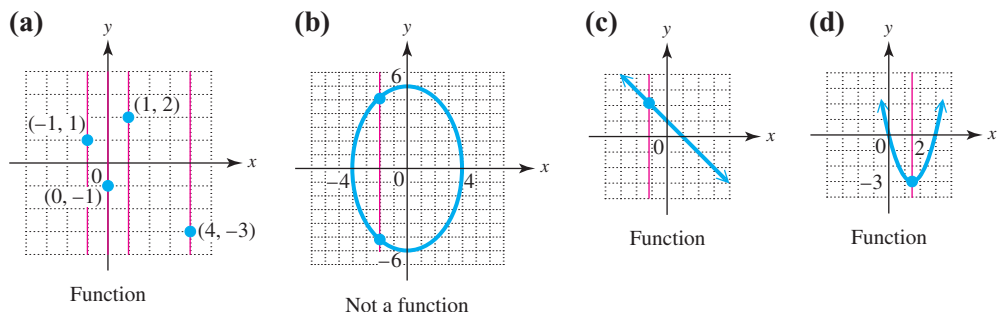 (a)
y
(1, 2)
(–1, 1)
x
0
(0, –1)
(4, –3)
Function
(b)
y
6
x
–4
0
4
–6
Not a function
(c)
y
x
0
Function
(d)
y
x
0
2
–3
Function